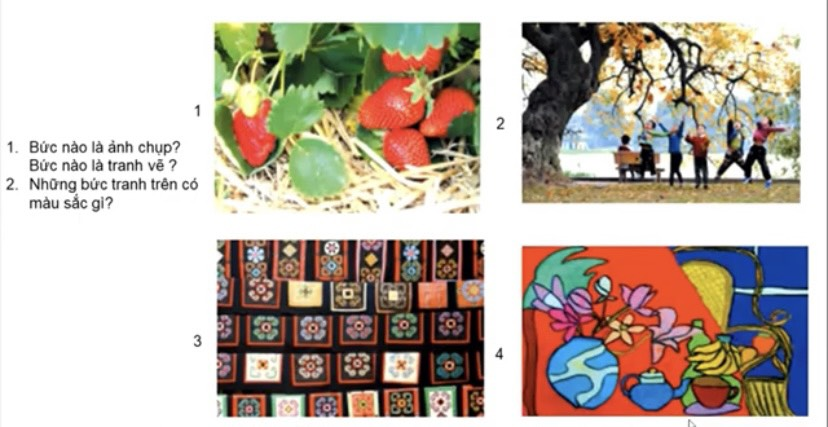 1. Bức nào là ảnh chụp?
Bức nào là tranh vẽ ?
2. Những bức tranh trên có
màu sắc gì?
1
2
3
4